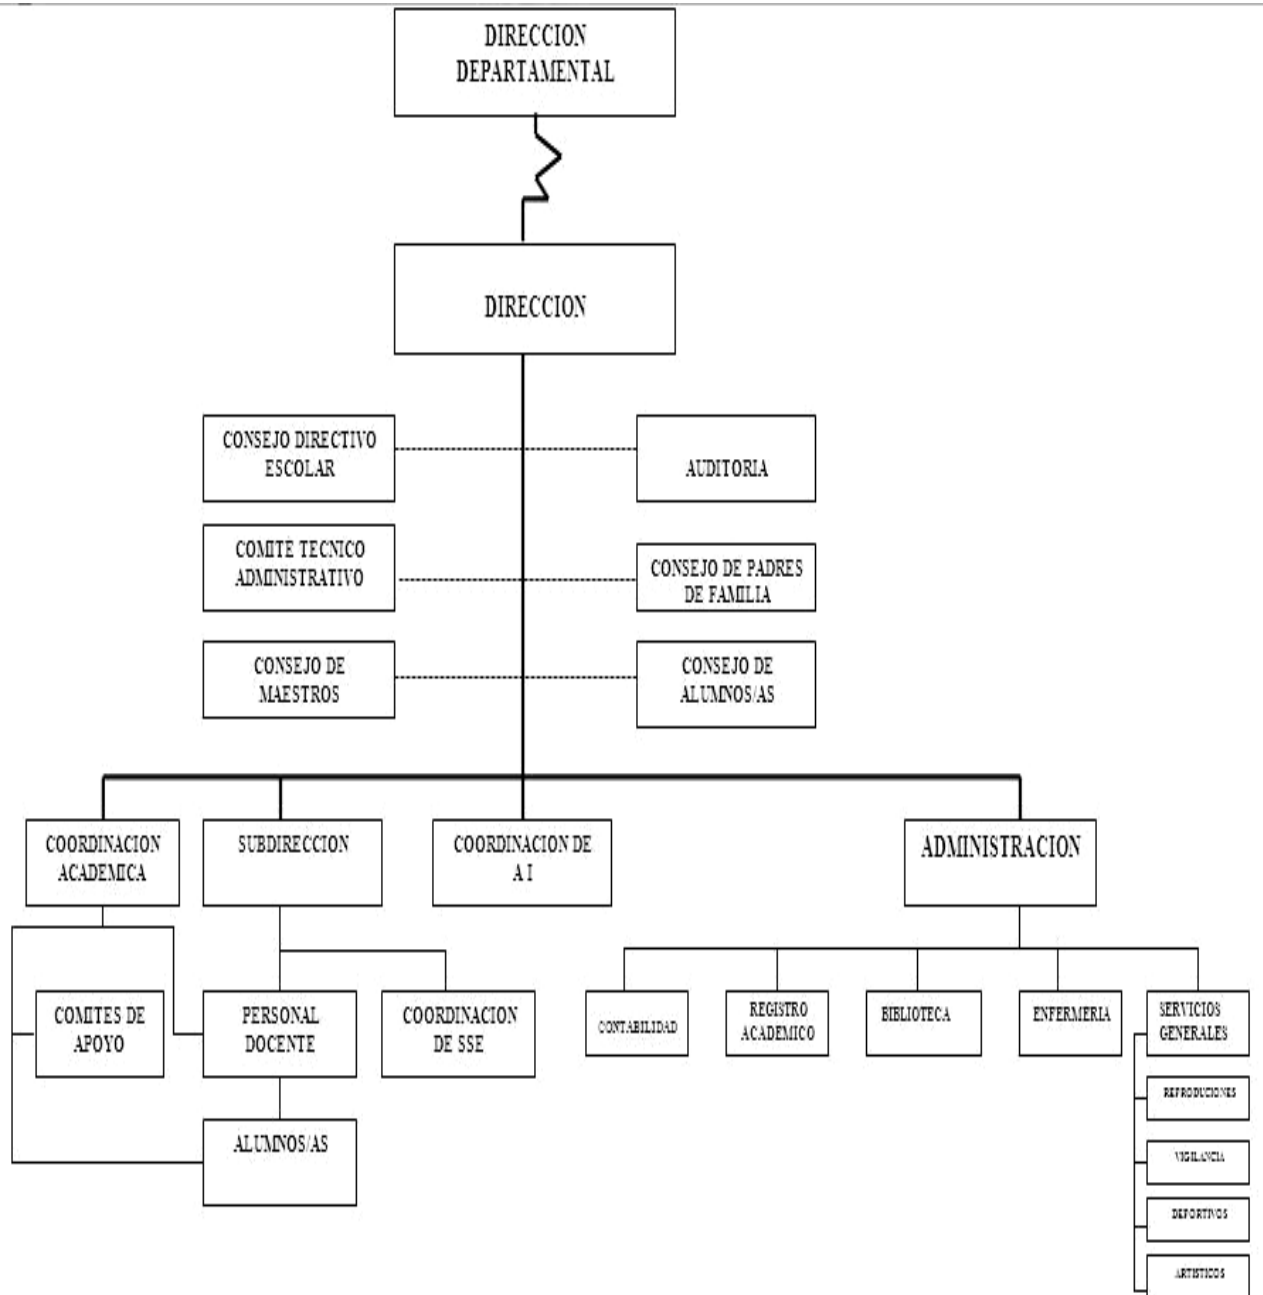 DIRECCION
DEPARTAMENTAL
DIRECCION
CONSEJO DIRECTIVO
ESCOLAR
AUDITORIA
COMITE TECNICO
ADMINISTRATIVO
CONSEJO DE PADRES
DE FAMILIA
CONSEJO DE
MAESTROS
CONSEJO DE
ALUMNOS/AS
COORDINACION
ACADEMICA
SUBDIRECCION
COORDINACION DE
A I
ADMINISTRACION
COMITES DE
APOYO
PERSONAL
DOCENTE
COORDINACION
DE SSE
CONTABILIDAD
REGISTRO
ACADEMICO
BIBLIOTECA
ENFERMERIA
SERVICIOS
GENERALES
ALUMNOS/AS
REPRODUCIONES
VIGILANCIA
DEPORTIVOS
ARTISTICOS